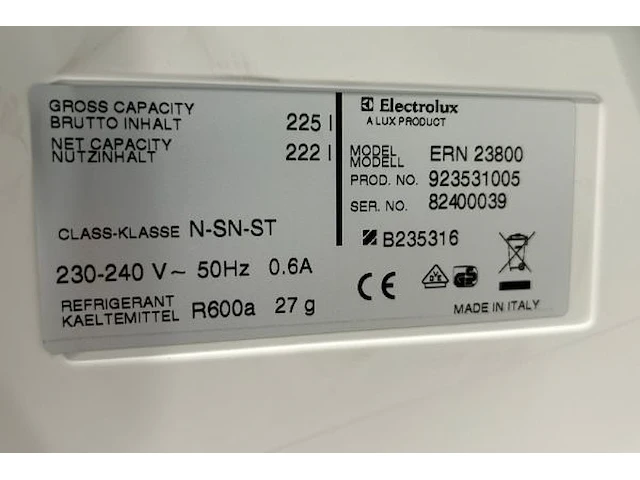 GROSS CAPACITY
BRUTTO INHALT 225 l
NET CAPACITY
NUTZINHALT 222 l
CLASS-KLASSE N-SN-ST
230-240 V~ 50Hz 0.6A
REFRIGERANT
KAELTEMITTEL R600a 27 g
Electrolux
A LUX PRODUCT
MODEL
MODELL ERN 23800
PROD. NO. 923531005
SER. NO. 82400039
B235316
CE
GS
MADE IN ITALY